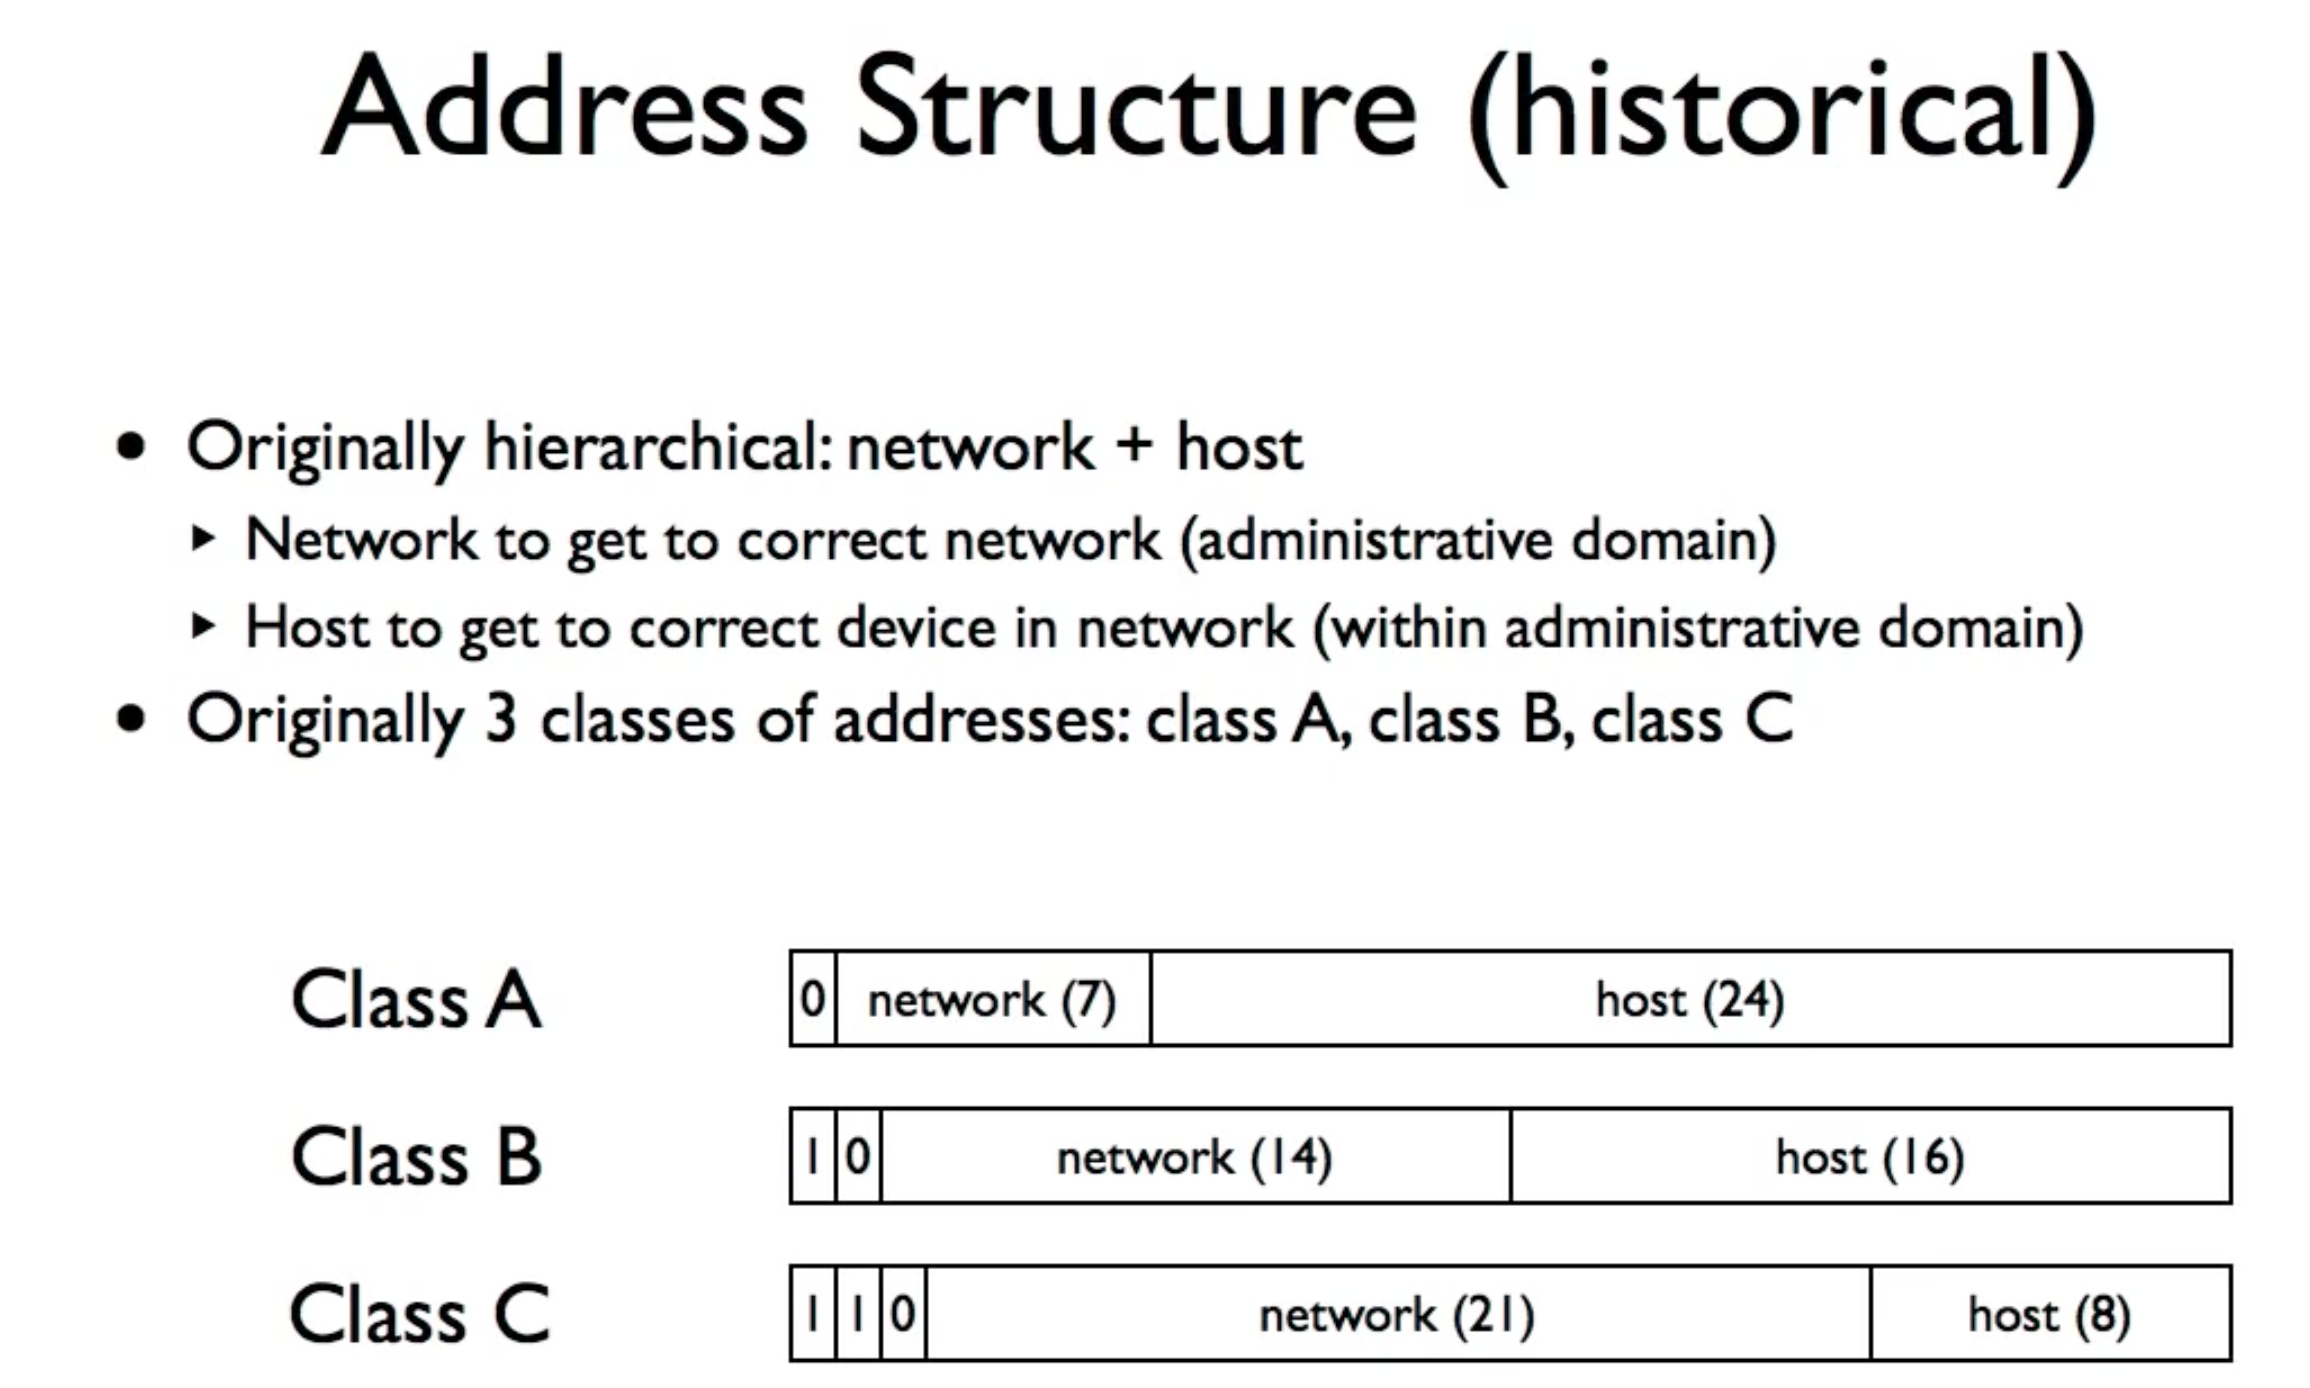 Address Structure (historical)
• Originally hierarchical: network + host
▸ Network to get to correct network (administrative domain)
▸ Host to get to correct device in network (within administrative domain)
• Originally 3 classes of addresses: class A, class B, class C
Class A 0 network (7) host (24)
Class B 1 0 network (14) host (16)
Class C 1 1 0 network (21) host (8)